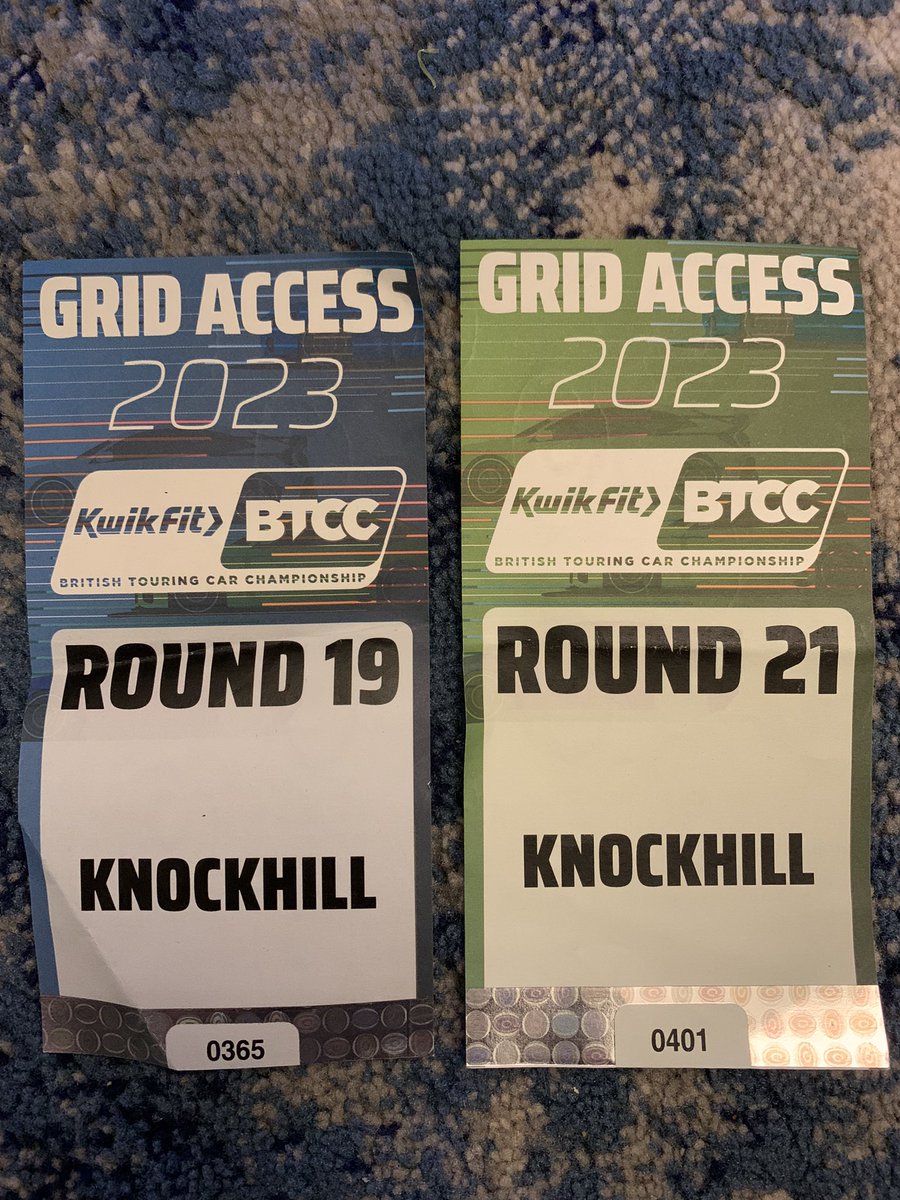 GRID ACCESS
2023
KwikFit BTCC
BRITISH TOURING CAR CHAMPIONSHIP
ROUND 19
KNOCKHILL
0365
GRID ACCESS
2023
KwikFit BTCC
BRITISH TOURING CAR CHAMPIONSHIP
ROUND 21
KNOCKHILL
0401